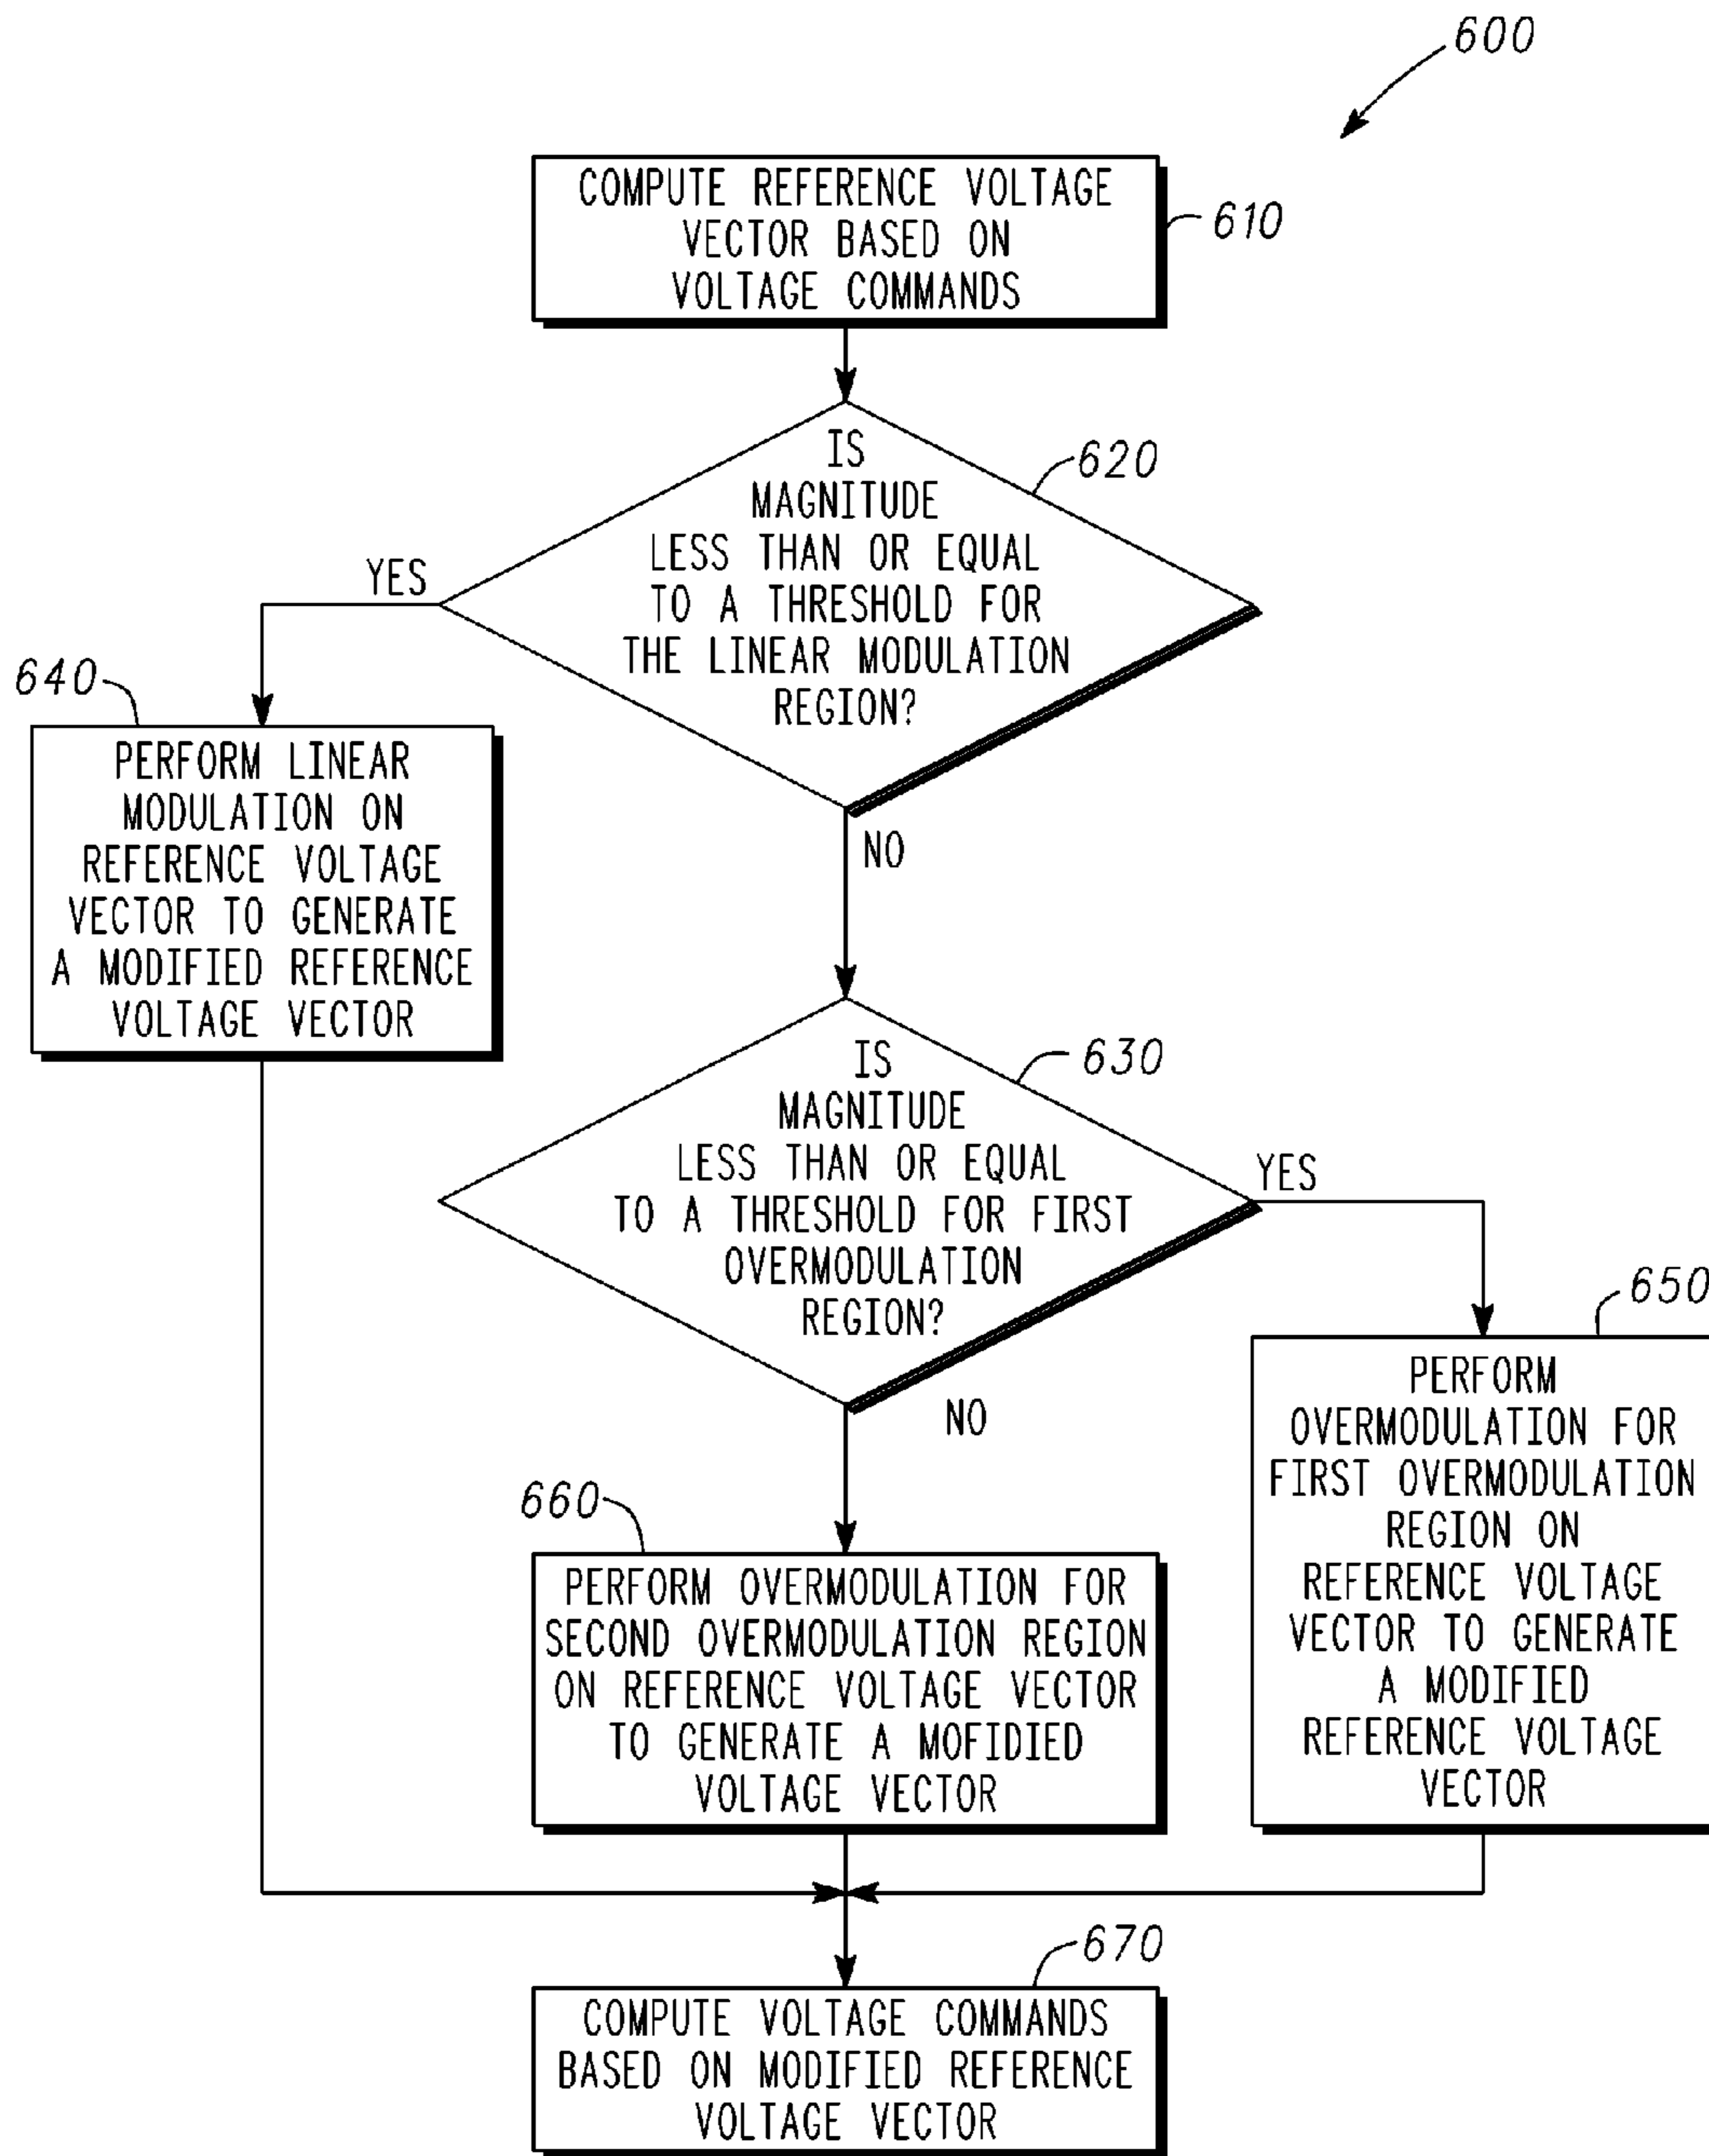 600
COMPUTE REFERENCE VOLTAGE
VECTOR BASED ON
VOLTAGE COMMANDS
610
IS
MAGNITUDE
LESS THAN OR EQUAL
TO A THRESHOLD FOR
THE LINEAR MODULATION
REGION?
620
YES
NO
640
PERFORM LINEAR
MODULATION ON
REFERENCE VOLTAGE
VECTOR TO GENERATE
A MODIFIED REFERENCE
VOLTAGE VECTOR
IS
MAGNITUDE
LESS THAN OR EQUAL
TO A THRESHOLD FOR FIRST
OVERMODULATION
REGION?
630
YES
NO
650
PERFORM
OVERMODULATION FOR
FIRST OVERMODULATION
REGION ON
REFERENCE VOLTAGE
VECTOR TO GENERATE
A MODIFIED
REFERENCE VOLTAGE
VECTOR
660
PERFORM OVERMODULATION FOR
SECOND OVERMODULATION REGION
ON REFERENCE VOLTAGE VECTOR
TO GENERATE A MOFIDIED
VOLTAGE VECTOR
670
COMPUTE VOLTAGE COMMANDS
BASED ON MODIFIED REFERENCE
VOLTAGE VECTOR